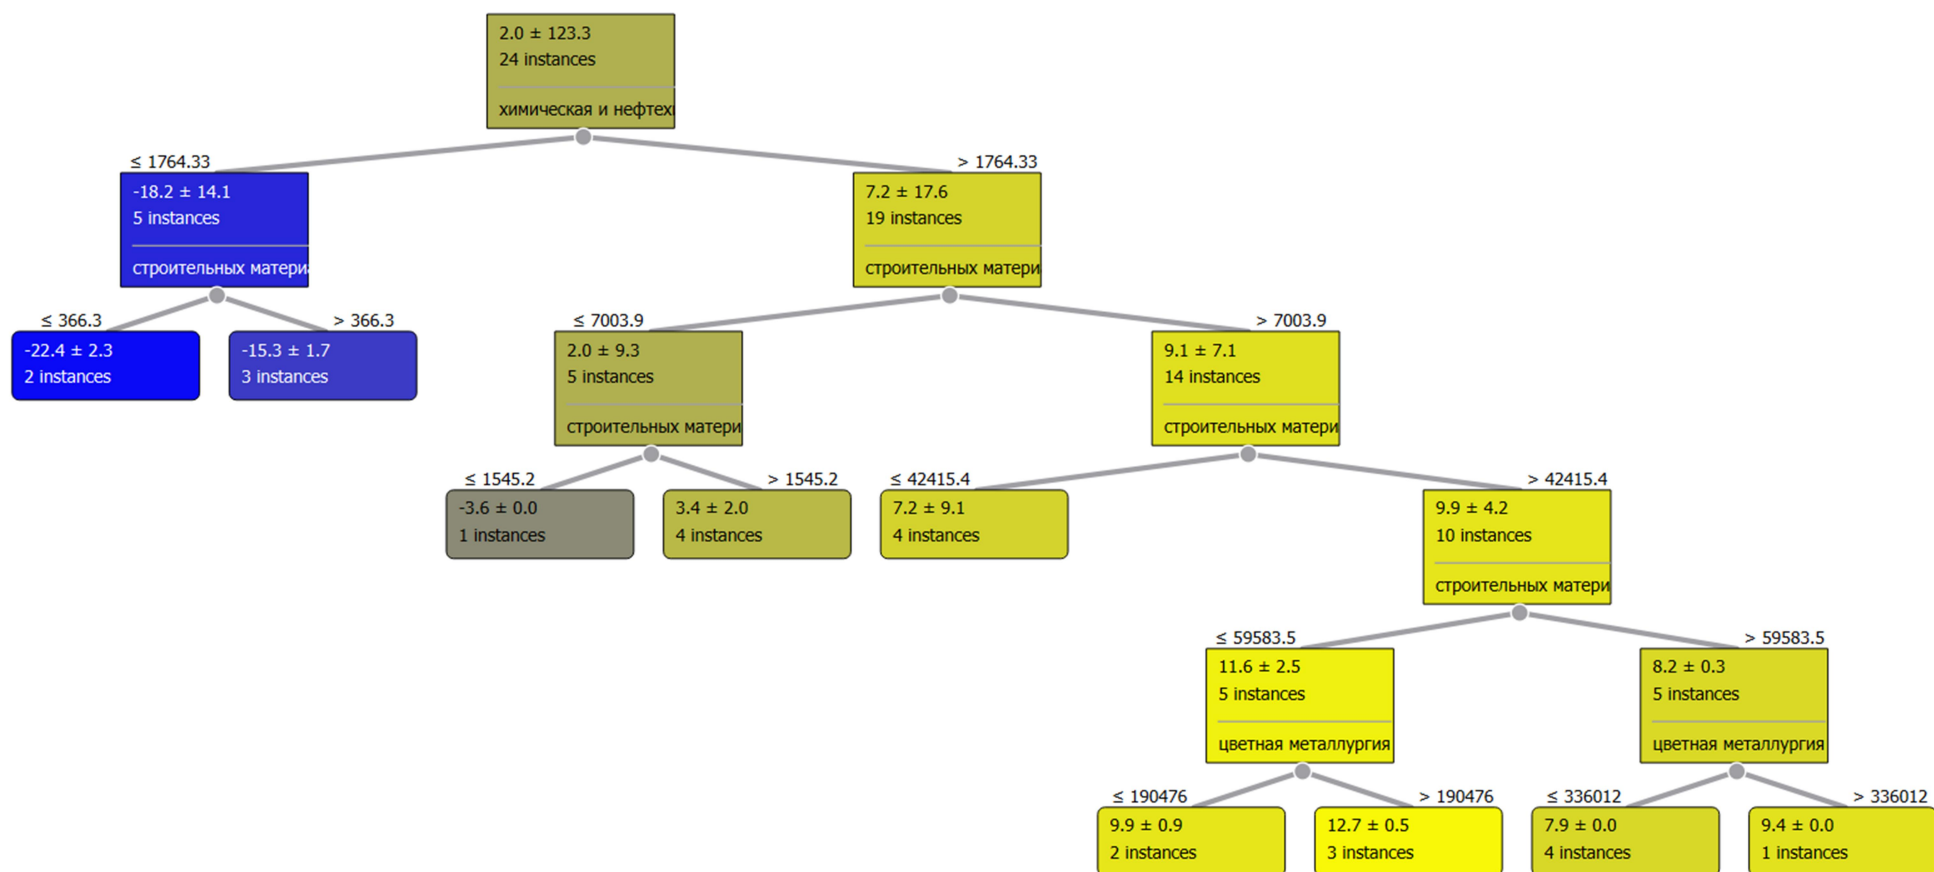 2.0 ± 123.3
24 instances
химическая и нефтехи
≤ 1764.33
> 1764.33
-18.2 ± 14.1
5 instances
строительных матери
7.2 ± 17.6
19 instances
строительных матери
≤ 366.3
> 366.3
≤ 7003.9
> 7003.9
-22.4 ± 2.3
2 instances
-15.3 ± 1.7
3 instances
2.0 ± 9.3
5 instances
строительных матери
9.1 ± 7.1
14 instances
строительных матери
≤ 1545.2
> 1545.2
≤ 42415.4
> 42415.4
-3.6 ± 0.0
1 instances
3.4 ± 2.0
4 instances
7.2 ± 9.1
4 instances
9.9 ± 4.2
10 instances
строительных матери
≤ 59583.5
> 59583.5
11.6 ± 2.5
5 instances
цветная металлургия
8.2 ± 0.3
5 instances
цветная металлургия
≤ 190476
> 190476
≤ 336012
> 336012
9.9 ± 0.9
2 instances
12.7 ± 0.5
3 instances
7.9 ± 0.0
4 instances
9.4 ± 0.0
1 instances